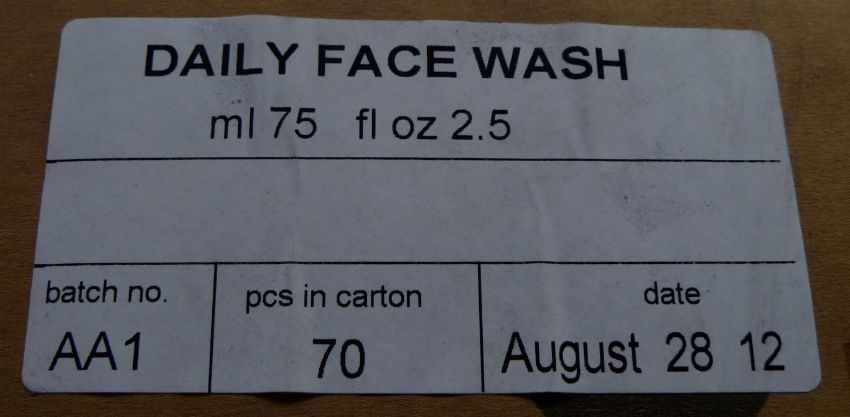 DAILY FACE WASH
ml 75 fl oz 2.5
batch no.
AA1
pcs in carton
70
date
August 28 12